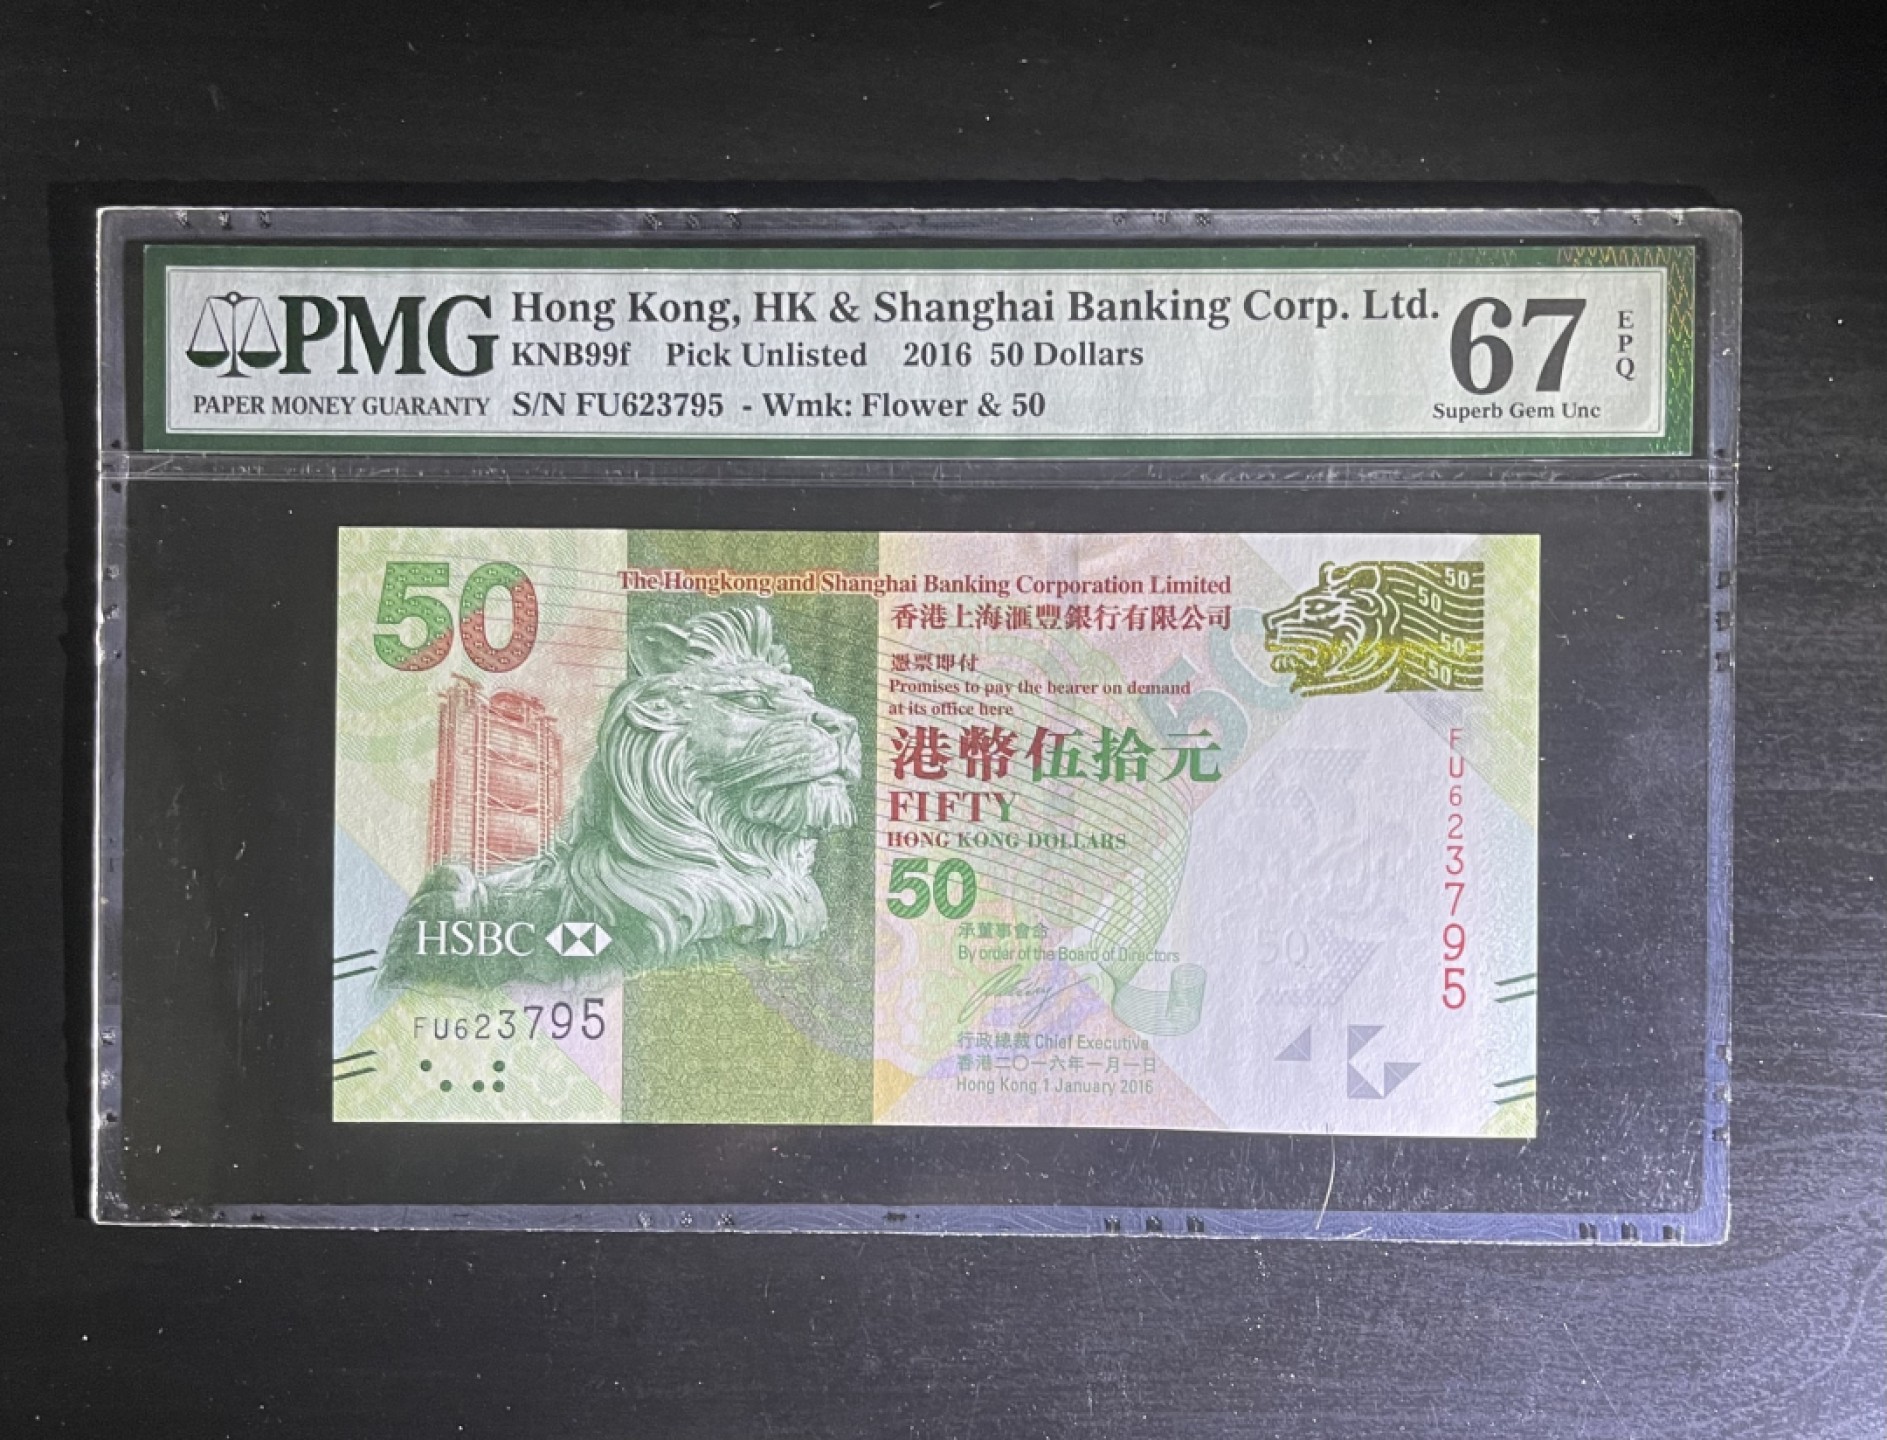 PMG
PAPER MONEY GUARANTY
Hong Kong, HK & Shanghai Banking Corp. Ltd.
KNB99f Pick Unlisted 2016 50 Dollars
S/N FU623795 - Wmk: Flower & 50
67
EPQ
Superb Gem Unc
50
The Hongkong and Shanghai Banking Corporation Limited
香港上海滙豐銀行有限公司
憑票即付
Promises to pay the bearer on demand
at its office here
港幣伍拾元
FIFTY
HONG KONG DOLLARS
50
承董事會命
By order of the Board of Directors
行政總裁 Chief Executive
香港二〇一六年一月一日
Hong Kong 1 January 2016
HSBC
FU623795
50
50
50
50
50
FU623795
50